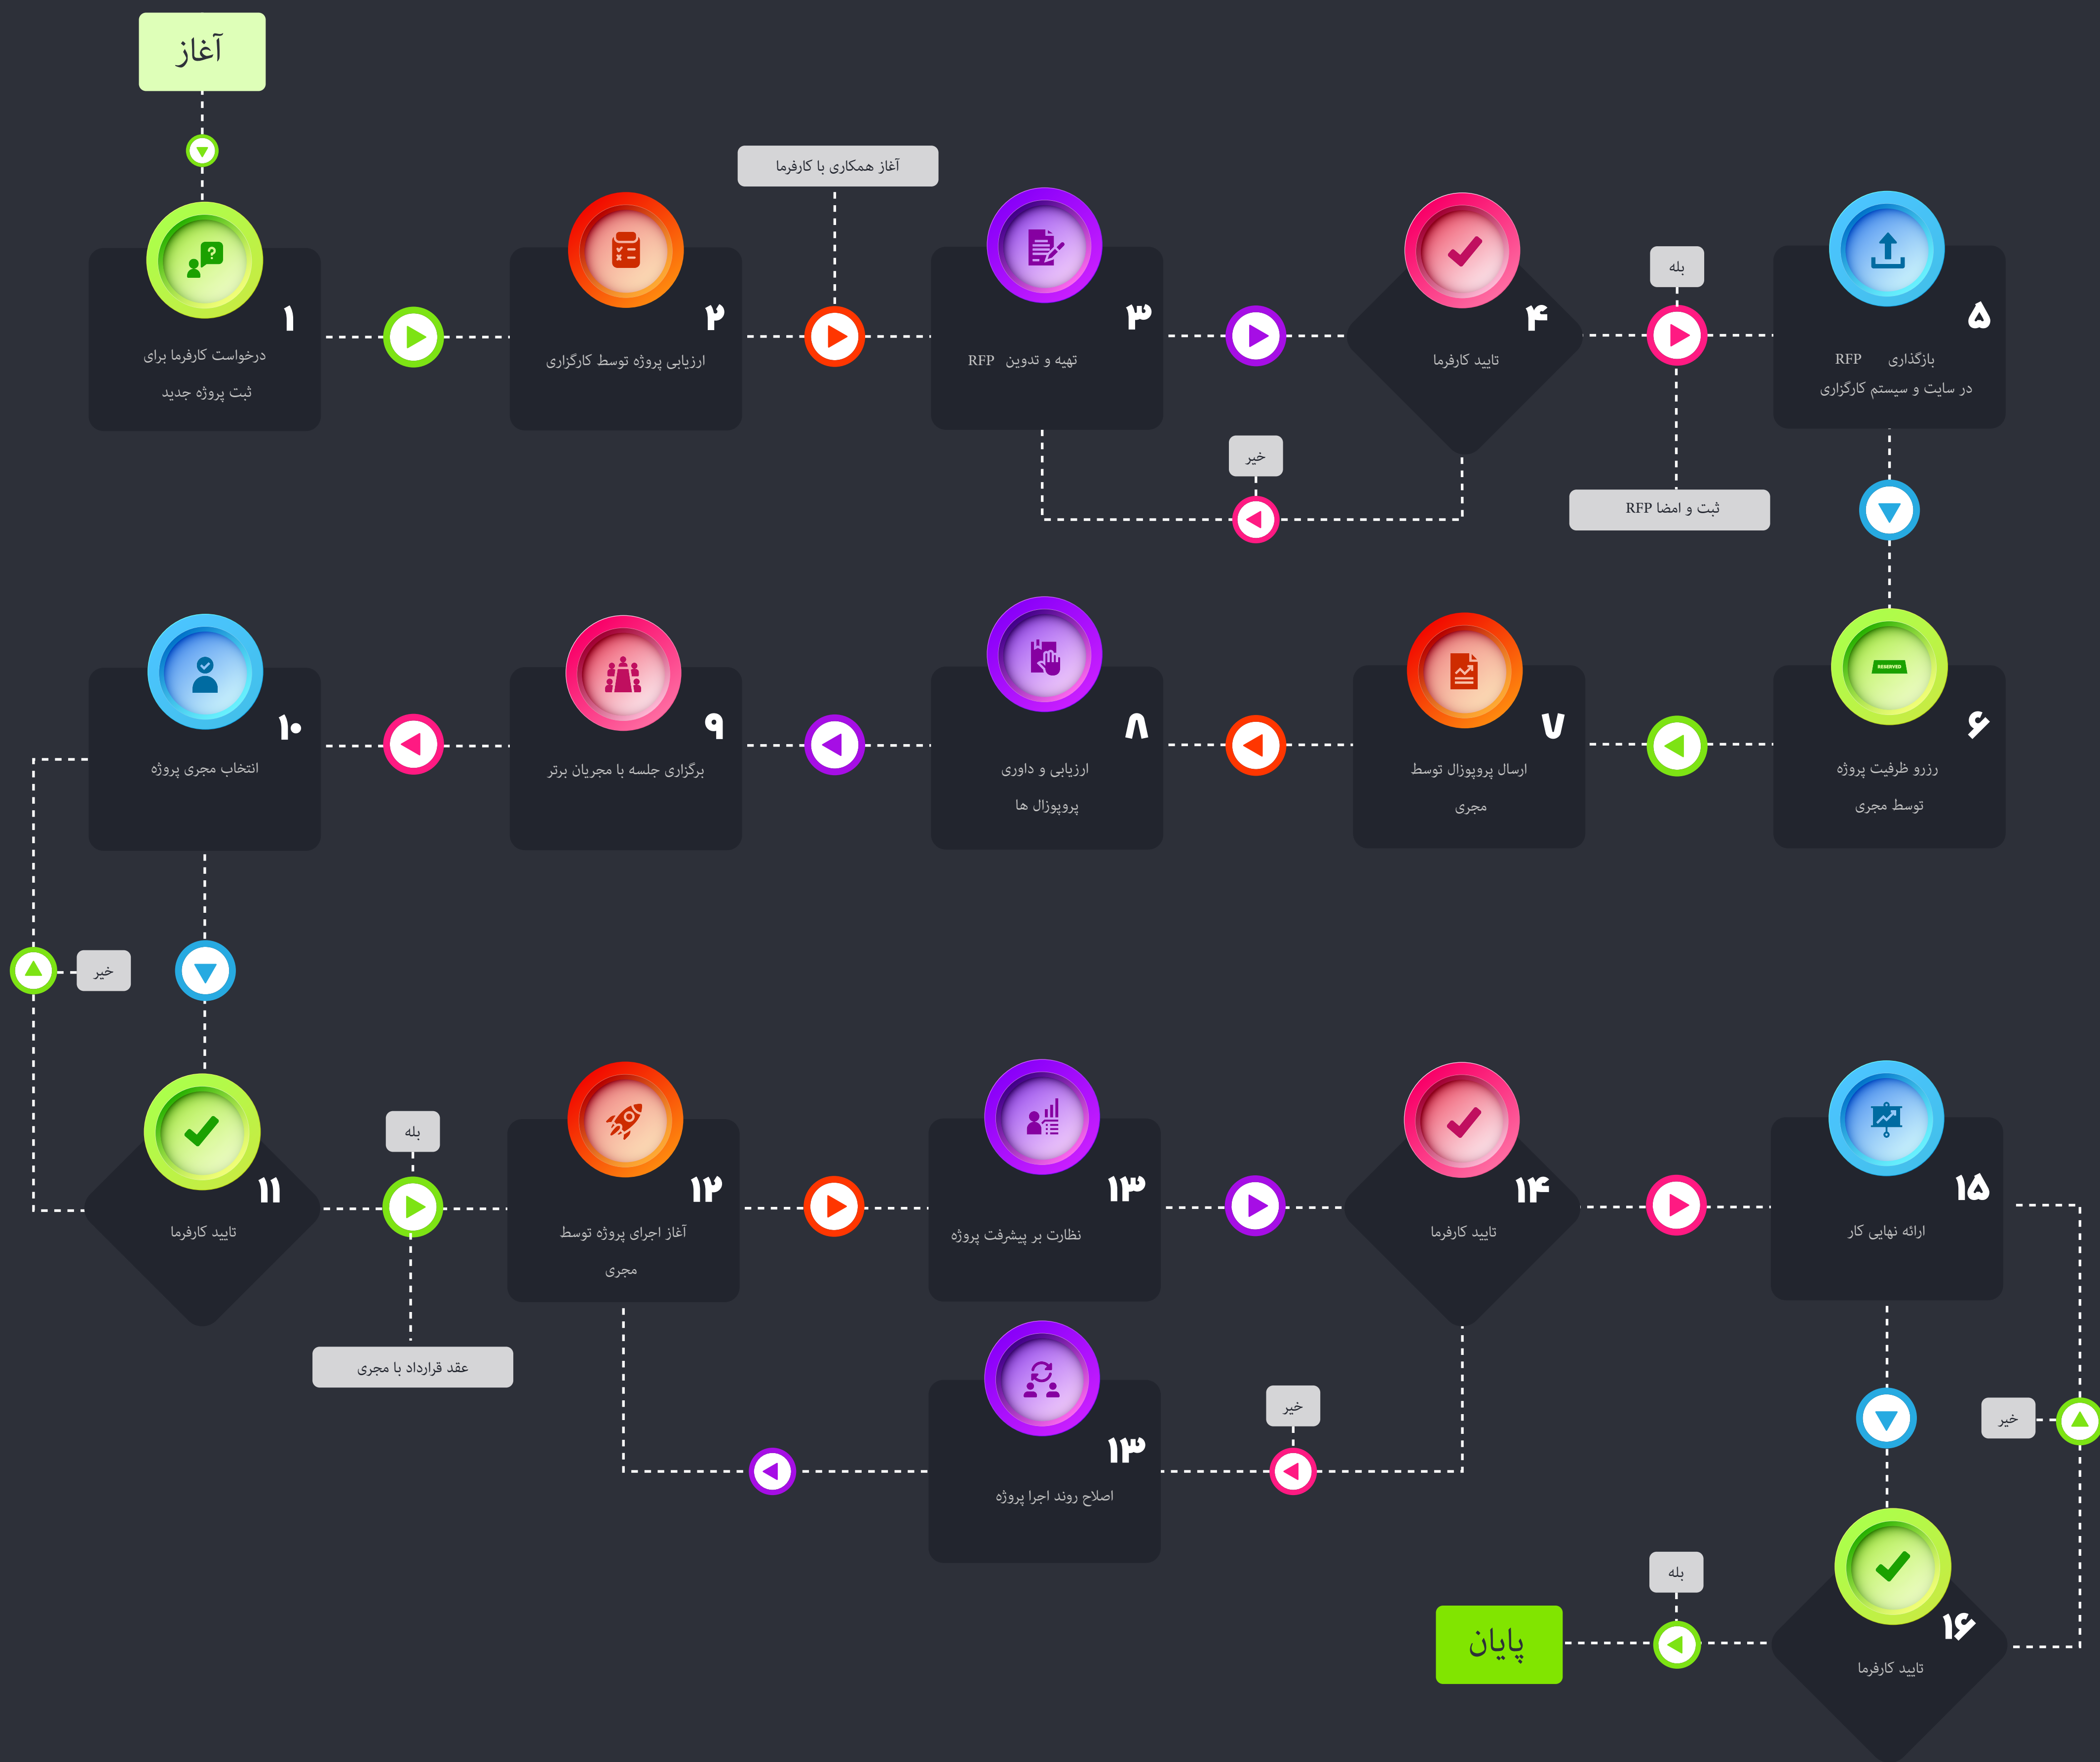 آغاز
۱
درخواست کارفرما برای
ثبت پروژه جدید
۲
ارزیابی پروژه توسط کارگزاری
آغاز همکاری با کارفرما
۳
تهیه و تدوین RFP
۴
تایید کارفرما
خیر
بله
ثبت و امضا RFP
۵
بازگذاری RFP
در سایت و سیستم کارگزاری
RESERVED
۶
رزرو ظرفیت پروژه
توسط مجری
۷
ارسال پروپوزال توسط
مجری
۸
ارزیابی و داوری
پروپوزال ها
۹
برگزاری جلسه با مجریان برتر
۱۰
انتخاب مجری پروژه
خیر
۱۱
تایید کارفرما
بله
عقد قرارداد با مجری
۱۲
آغاز اجرای پروژه توسط
مجری
۱۳
نظارت بر پیشرفت پروژه
۱۴
تایید کارفرما
خیر
۱۳
اصلاح روند اجرا پروژه
۱۵
ارائه نهایی کار
خیر
۱۶
تایید کارفرما
بله
پایان